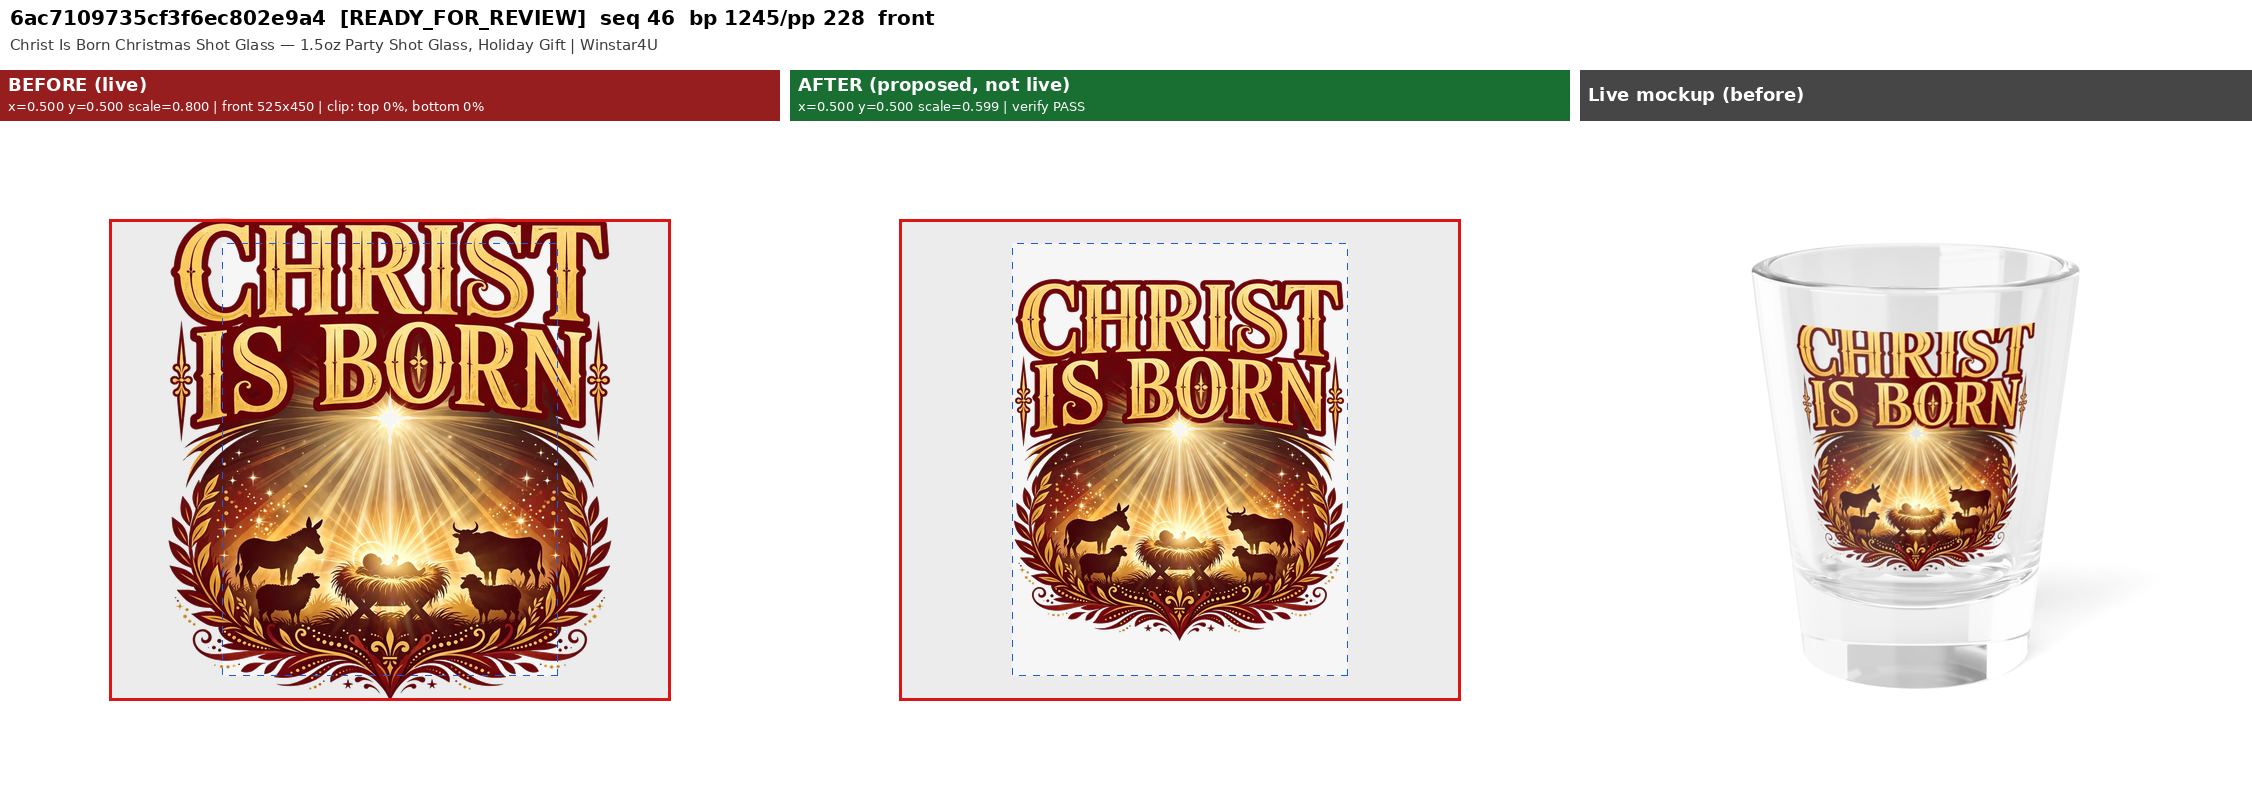 6ac7109735cf3f6ec802e9a4  [READY_FOR_REVIEW]  seq 46  bp 1245/pp 228  front
Christ Is Born Christmas Shot Glass — 1.5oz Party Shot Glass, Holiday Gift | Winstar4U
BEFORE (live)
x=0.500 y=0.500 scale=0.800 | front 525x450 | clip: top 0%, bottom 0%
AFTER (proposed, not live)
x=0.500 y=0.500 scale=0.599 | verify PASS
Live mockup (before)
CHRIST
IS BORN
CHRIST
IS BORN
CHRIST
IS BORN